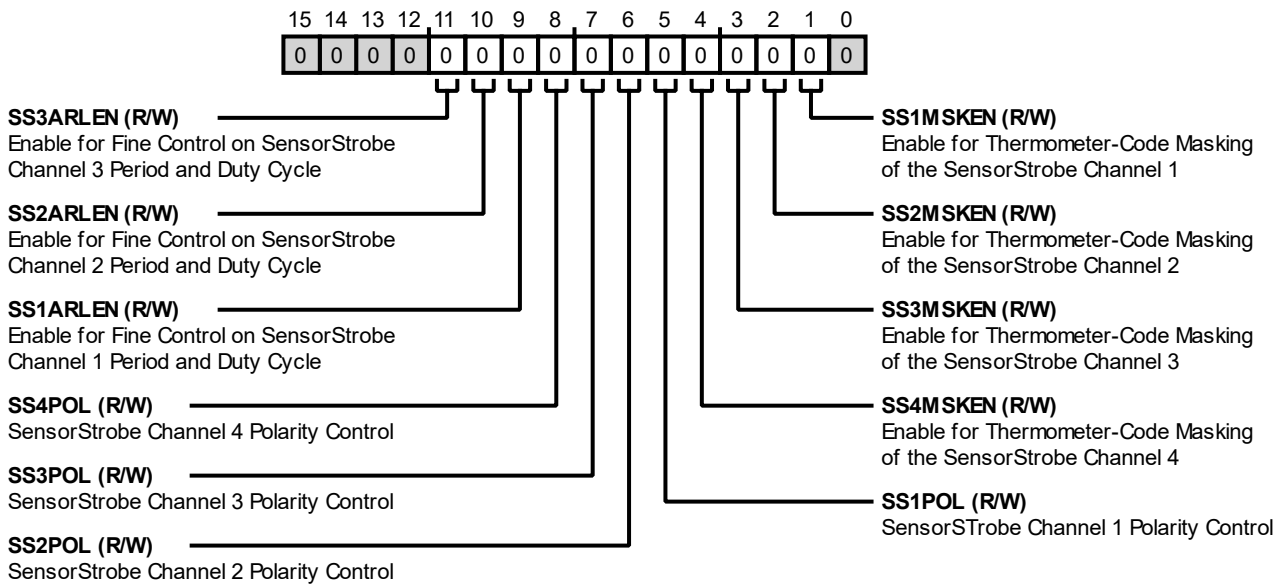 15 14 13 12 11 10 9 8 7 6 5 4 3 2 1 0
0 0 0 0 0 0 0 0 0 0 0 0 0 0 0 0
SS3ARLEN (R/W)
Enable for Fine Control on SensorStrobe
Channel 3 Period and Duty Cycle
SS2ARLEN (R/W)
Enable for Fine Control on SensorStrobe
Channel 2 Period and Duty Cycle
SS1ARLEN (R/W)
Enable for Fine Control on SensorStrobe
Channel 1 Period and Duty Cycle
SS4POL (R/W)
SensorStrobe Channel 4 Polarity Control
SS3POL (R/W)
SensorStrobe Channel 3 Polarity Control
SS2POL (R/W)
SensorStrobe Channel 2 Polarity Control
SS1MSKEN (R/W)
Enable for Thermometer-Code Masking
of the SensorStrobe Channel 1
SS2MSKEN (R/W)
Enable for Thermometer-Code Masking
of the SensorStrobe Channel 2
SS3MSKEN (R/W)
Enable for Thermometer-Code Masking
of the SensorStrobe Channel 3
SS4MSKEN (R/W)
Enable for Thermometer-Code Masking
of the SensorStrobe Channel 4
SS1POL (R/W)
SensorSTrobe Channel 1 Polarity Control